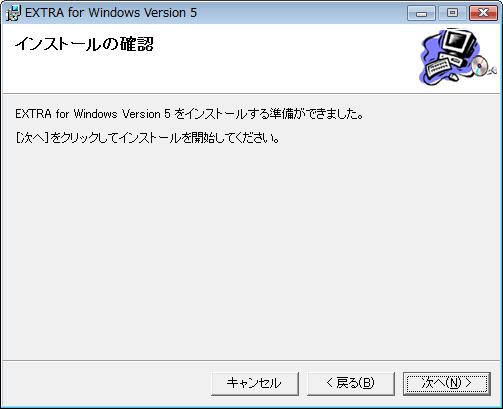 EXTRA for Windows Version 5
インストールの確認
EXTRA for Windows Version 5 をインストールする準備ができました。
[次へ]をクリックしてインストールを開始してください。
キャンセル
< 戻る(B)
次へ(N) >